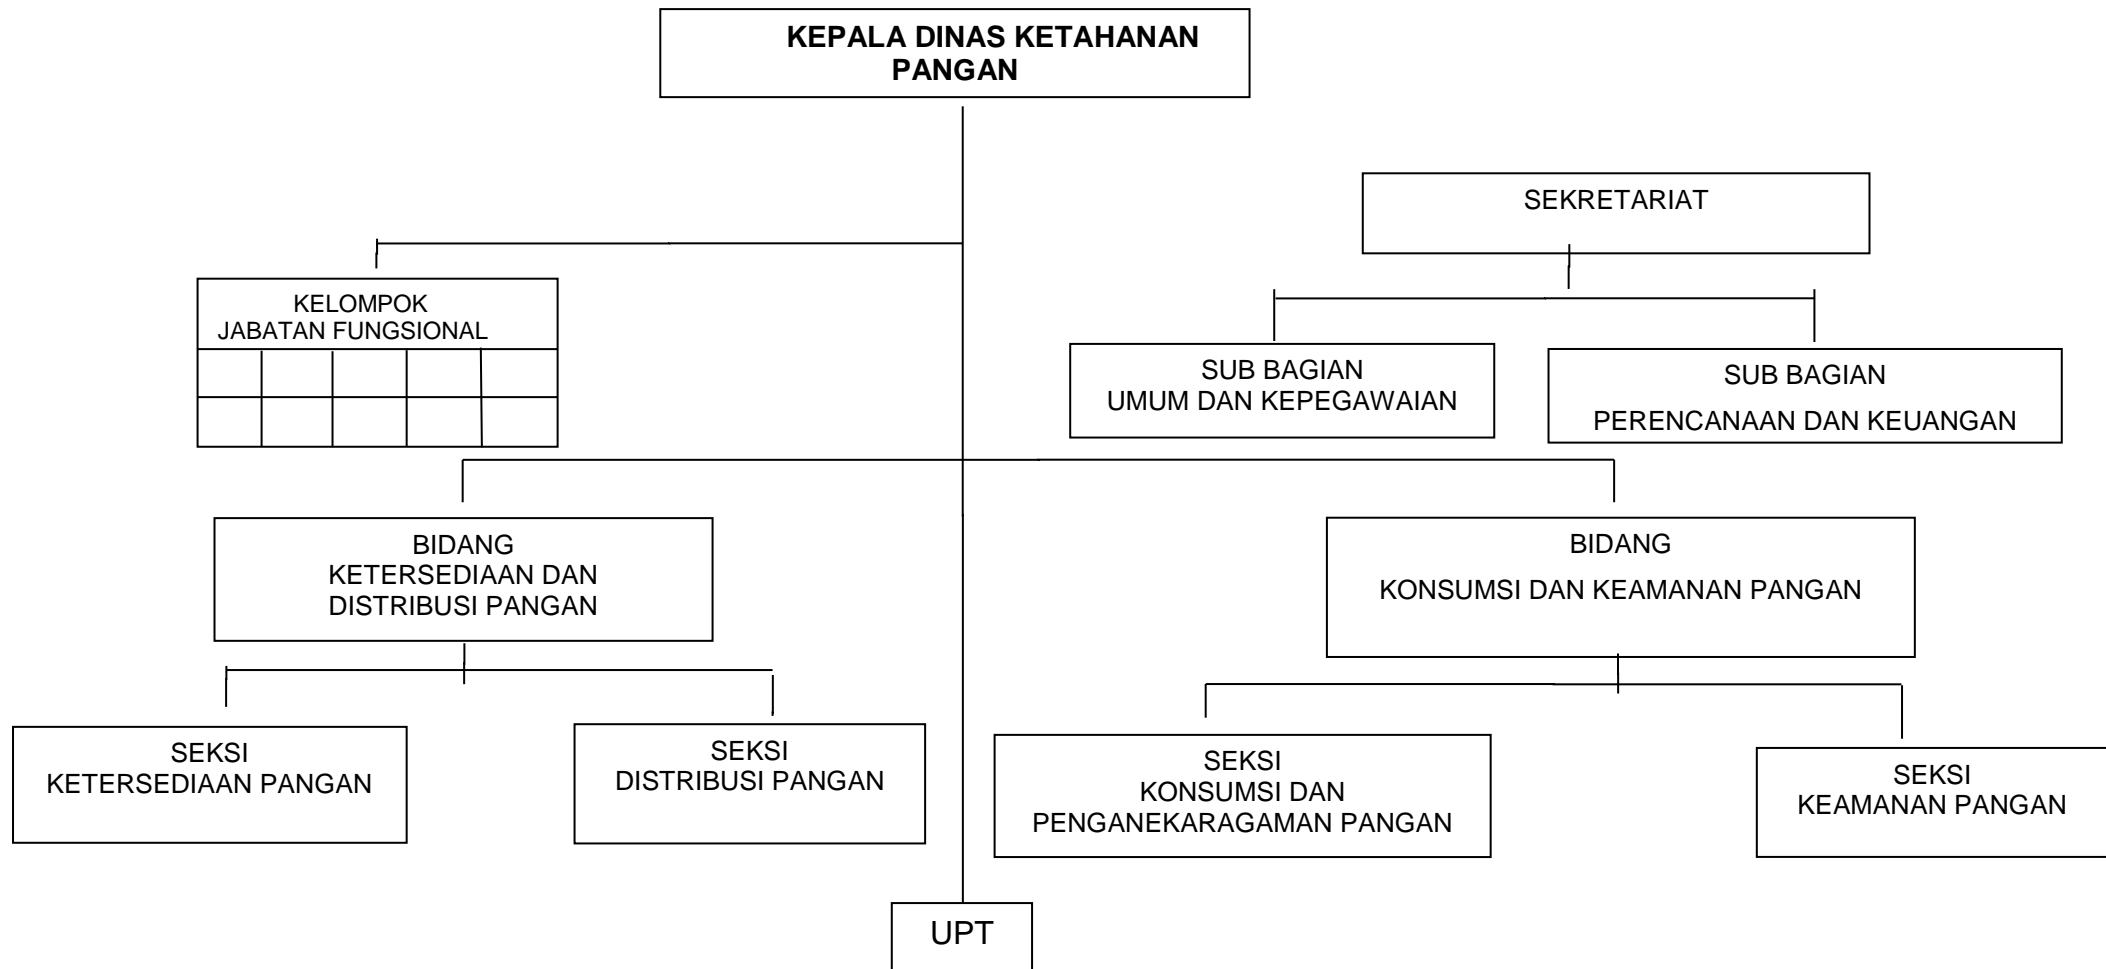 KEPALA DINAS KETAHANAN
PANGAN
SEKRETARIAT
KELOMPOK
JABATAN FUNGSIONAL
SUB BAGIAN
UMUM DAN KEPEGAWAIAN
SUB BAGIAN
PERENCANAAN DAN KEUANGAN
BIDANG
KETERSEDIAAN DAN
DISTRIBUSI PANGAN
BIDANG
KONSUMSI DAN KEAMANAN PANGAN
SEKSI
KETERSEDIAAN PANGAN
SEKSI
DISTRIBUSI PANGAN
SEKSI
KONSUMSI DAN
PENGANEKARAGAMAN PANGAN
SEKSI
KEAMANAN PANGAN
UPT